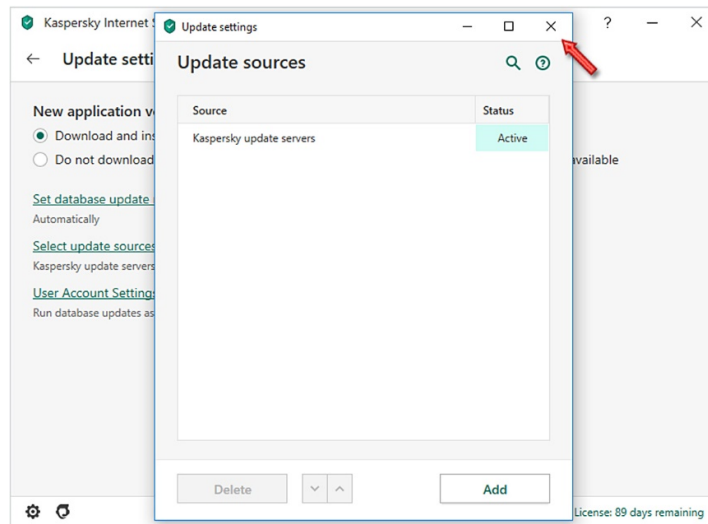 Kaspersky Internet
Update settings
?
Update setti
Update sources
New application v
Source
Status
Download and ins
Kaspersky update servers
Active
Do not download
available
Set database update
Automatically
Select update sources
Kaspersky update servers
User Account Settings
Run database updates as
Delete
Add
License: 89 days remaining